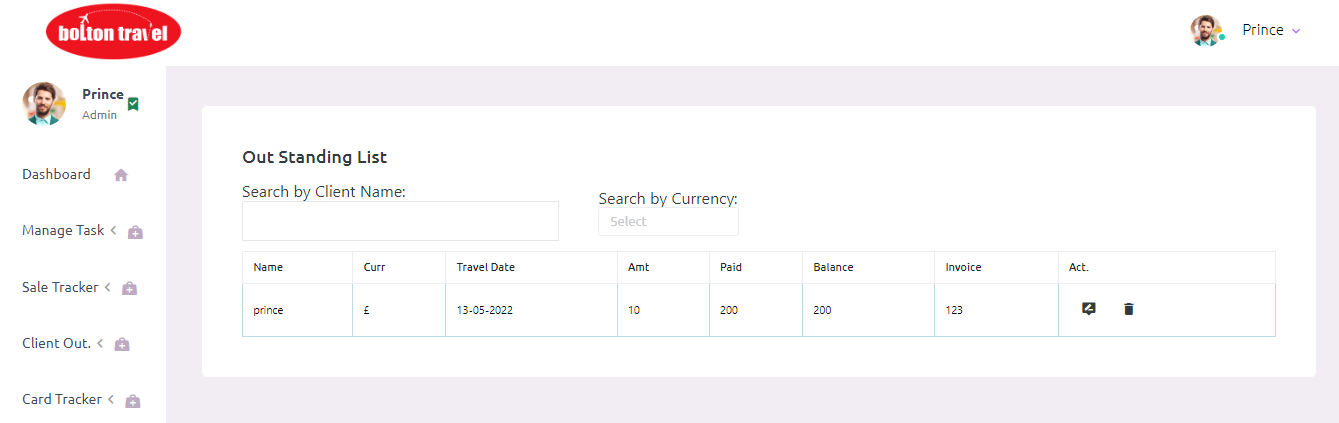 bolton travel
Prince
Prince
Admin
Dashboard
Manage Task
Sale Tracker
Client Out.
Card Tracker
Out Standing List
Search by Client Name:
Search by Currency:
Select
Name Curr Travel Date Amt Paid Balance Invoice Act.
prince £ 13-05-2022 10 200 200 123